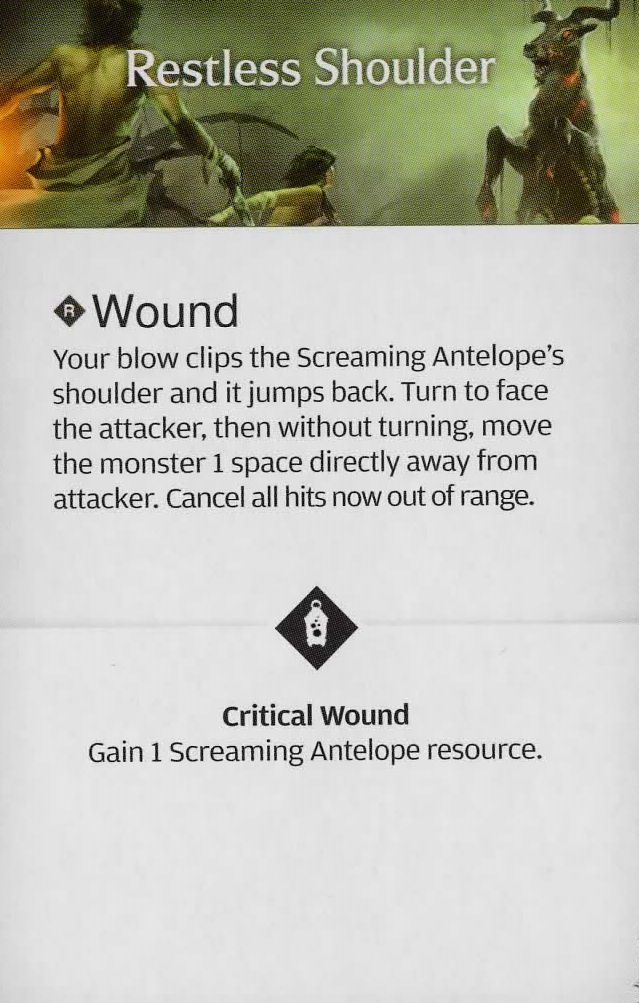 Restless Shoulder
R Wound
Your blow clips the Screaming Antelope's
shoulder and it jumps back. Turn to face
the attacker, then without turning, move
the monster 1 space directly away from
attacker. Cancel all hits now out of range.
Critical Wound
Gain 1 Screaming Antelope resource.